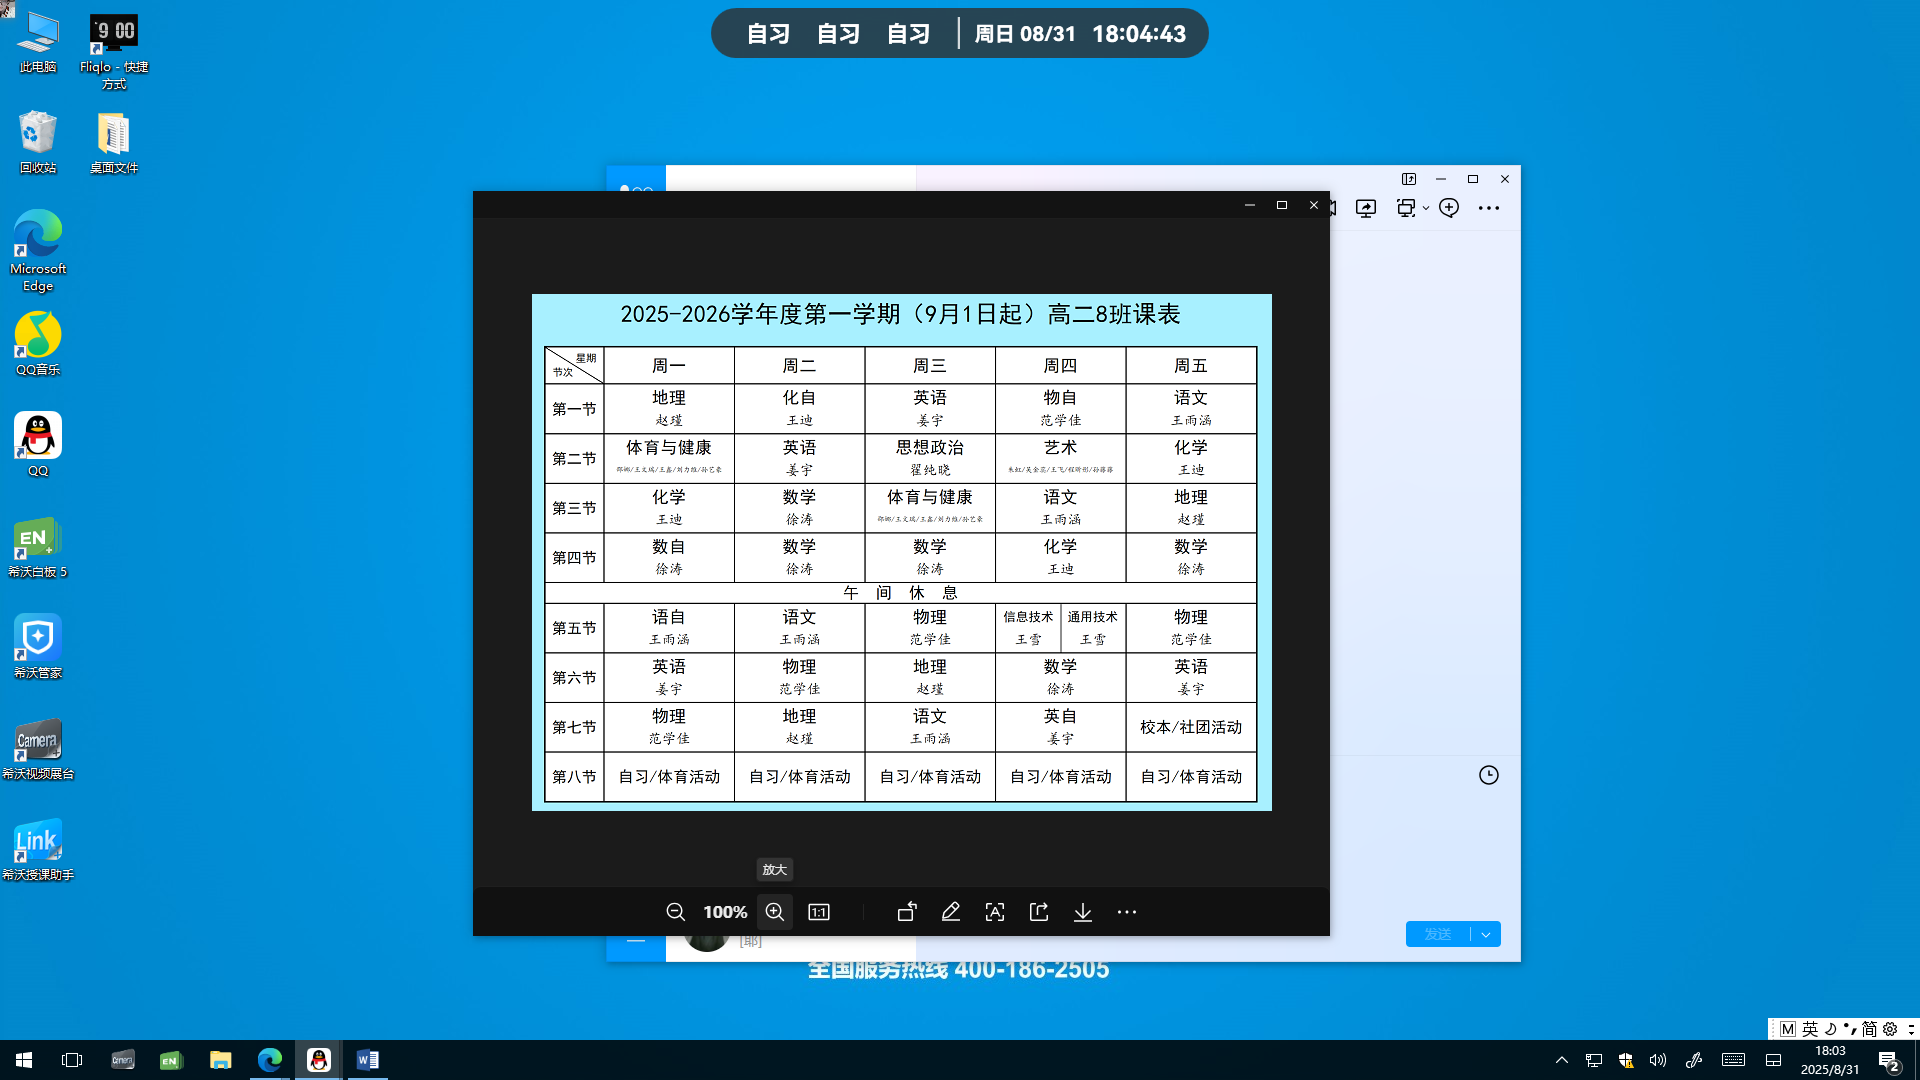 自习 自习 自习 周日 08/31 18:04:43
此电脑
Fliqlo - 快捷方式
回收站
桌面文件
Microsoft Edge
QQ音乐
QQ
EN
希沃白板 5
希沃管家
Camera
希沃视频展台
Link
希沃授课助手
2025-2026学年度第一学期（9月1日起）高二8班课表
星期 节次 周一 周二 周三 周四 周五
第一节 地理 化自 英语 物自 语文
赵瑾 王迪 姜宇 范学佳 王雨涵
第二节 体育与健康 英语 思想政治 艺术 化学
姜宇 翟纯晓 王迪
第三节 化学 数学 体育与健康 语文 地理
王迪 徐涛 王雨涵 赵瑾
第四节 数自 数学 数学 化学 数学
徐涛 徐涛 徐涛 王迪 徐涛
午 间 休 息
第五节 语自 语文 物理 信息技术 通用技术 物理
王雨涵 王雨涵 范学佳 王雪 王雪 范学佳
第六节 英语 物理 地理 数学 英语
姜宇 范学佳 赵瑾 徐涛 姜宇
第七节 物理 地理 语文 英自 校本/社团活动
范学佳 赵瑾 王雨涵 姜宇
第八节 自习/体育活动 自习/体育活动 自习/体育活动 自习/体育活动 自习/体育活动
放大
100%
1:1
[耶]
发送
全国服务热线 400-186-2505
M 英 简
18:03
2025/8/31
2